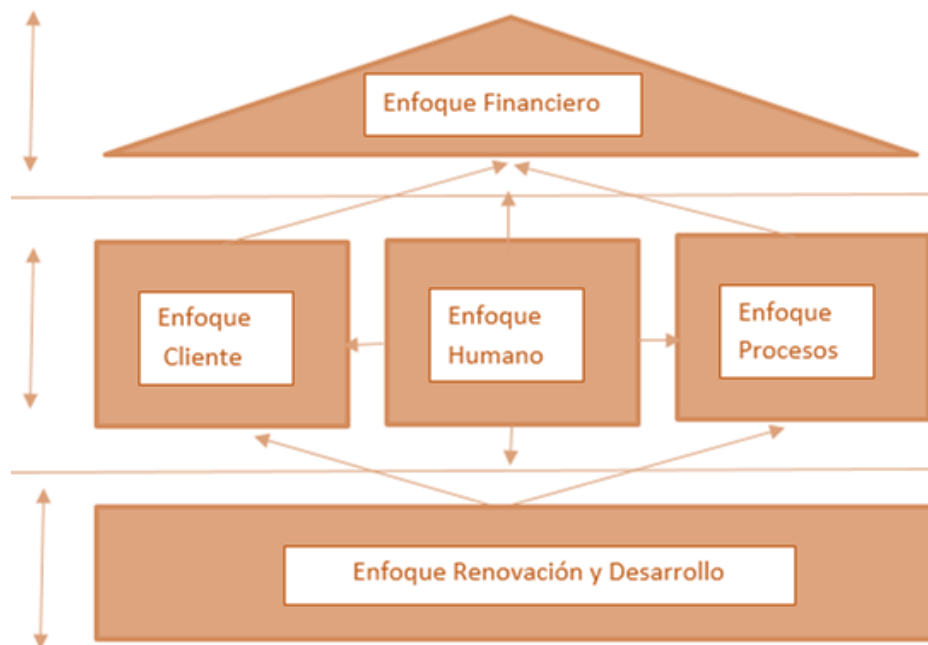 Enfoque Financiero
Enfoque
Cliente
Enfoque
Humano
Enfoque
Procesos
Enfoque Renovación y Desarrollo